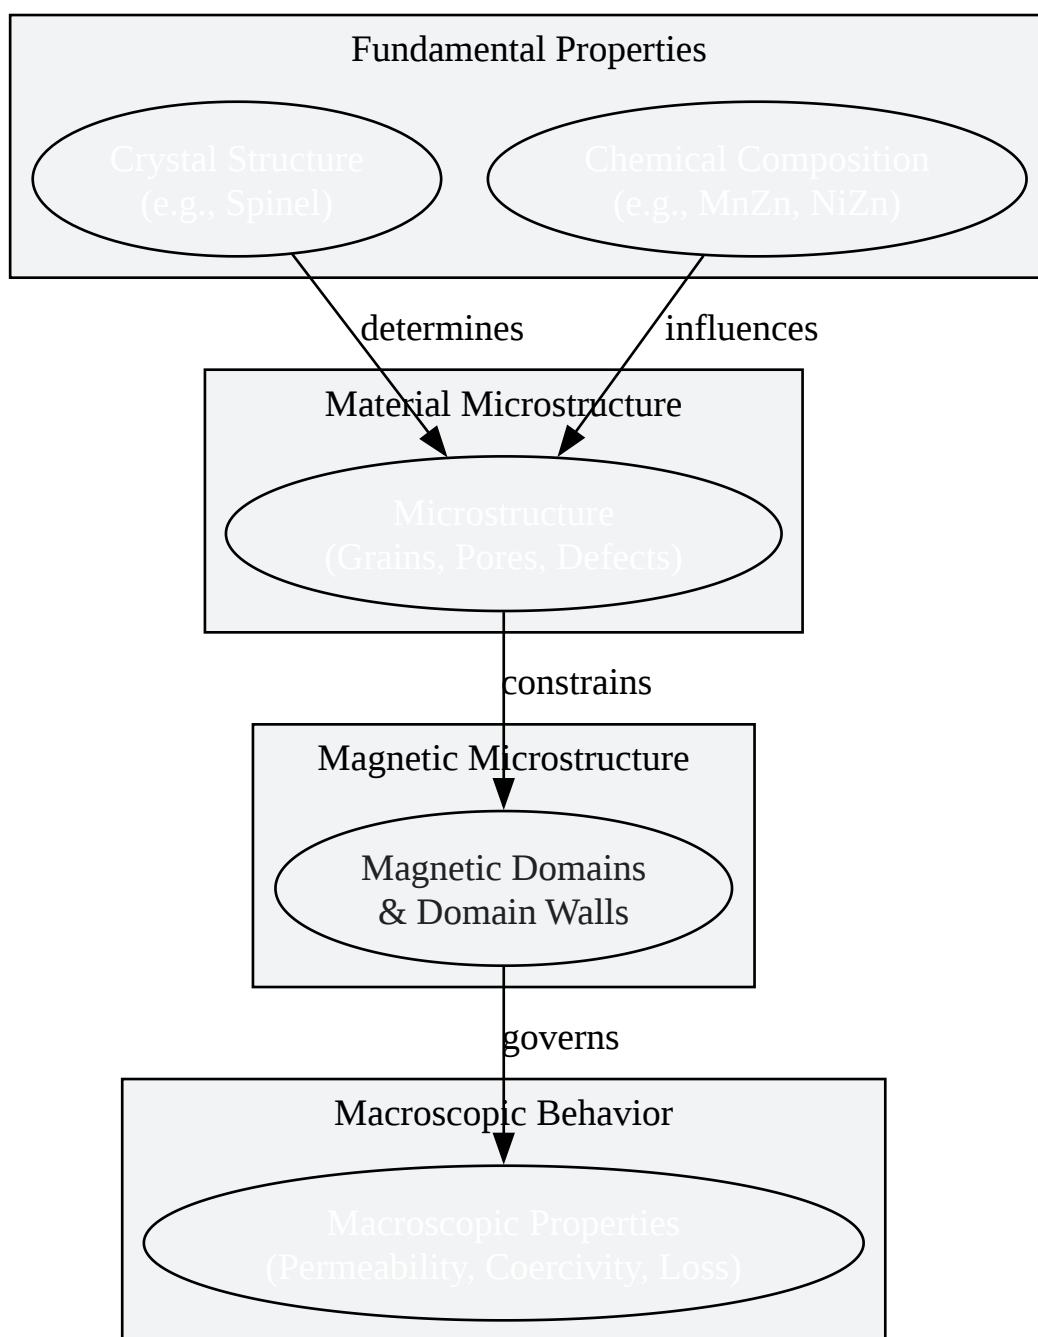 Fundamental Properties
Crystal Structure
(e.g., Spinel)
Chemical Composition
(e.g., MnZn, NiZn)
determines
influences
Material Microstructure
Microstructure
(Grains, Pores, Defects)
constrains
Magnetic Microstructure
Magnetic Domains
& Domain Walls
governs
Macroscopic Behavior
Macroscopic Properties
(Permeability, Coercivity, Loss)